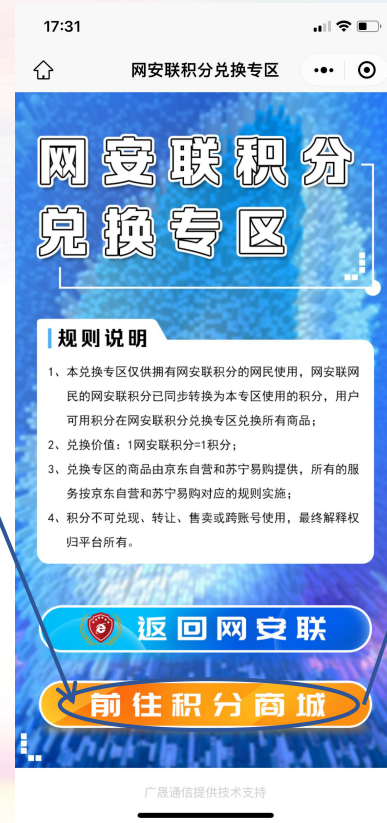 17:31
网安联积分兑换专区
网安联积分
兑换专区
规则说明
1、本兑换专区仅供拥有网安联积分的网民使用，网安联网
民的网安联积分已同步转换为本专区使用的积分，用户
可用积分在网安联积分兑换专区兑换所有商品；
2、兑换价值：1网安联积分=1积分；
3、兑换专区的商品由京东自营和苏宁易购提供，所有的服
务按京东自营和苏宁易购对应的规则实施；
4、积分不可兑现、转让、售卖或跨账号使用，最终解释权
归平台所有。
返回网安联
前往积分商城
广晟通信提供技术支持